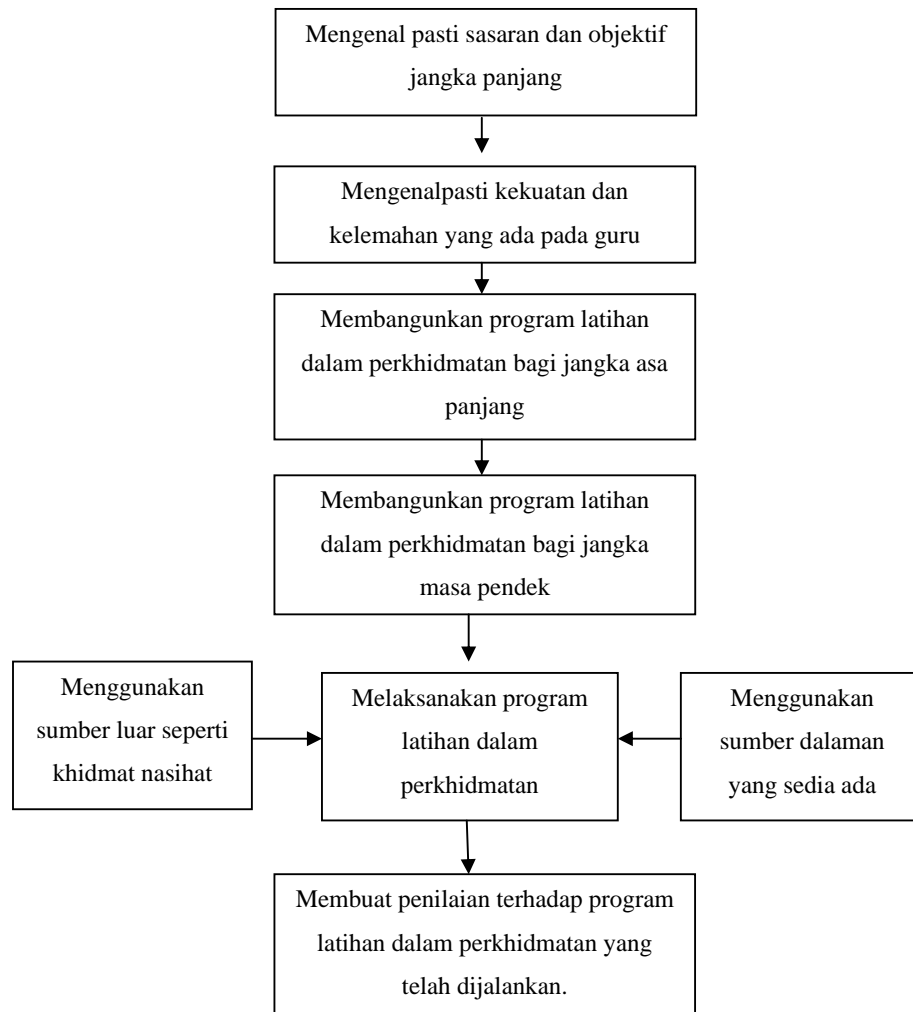 Mengenal pasti sasaran dan objektif
jangka panjang
Mengenalpasti kekuatan dan
kelemahan yang ada pada guru
Membangunkan program latihan
dalam perkhidmatan bagi jangka asa
panjang
Membangunkan program latihan
dalam perkhidmatan bagi jangka
masa pendek
Menggunakan
sumber luar seperti
khidmat nasihat
Melaksanakan program
latihan dalam
perkhidmatan
Menggunakan
sumber dalaman
yang sedia ada
Membuat penilaian terhadap program
latihan dalam perkhidmatan yang
telah dijalankan.